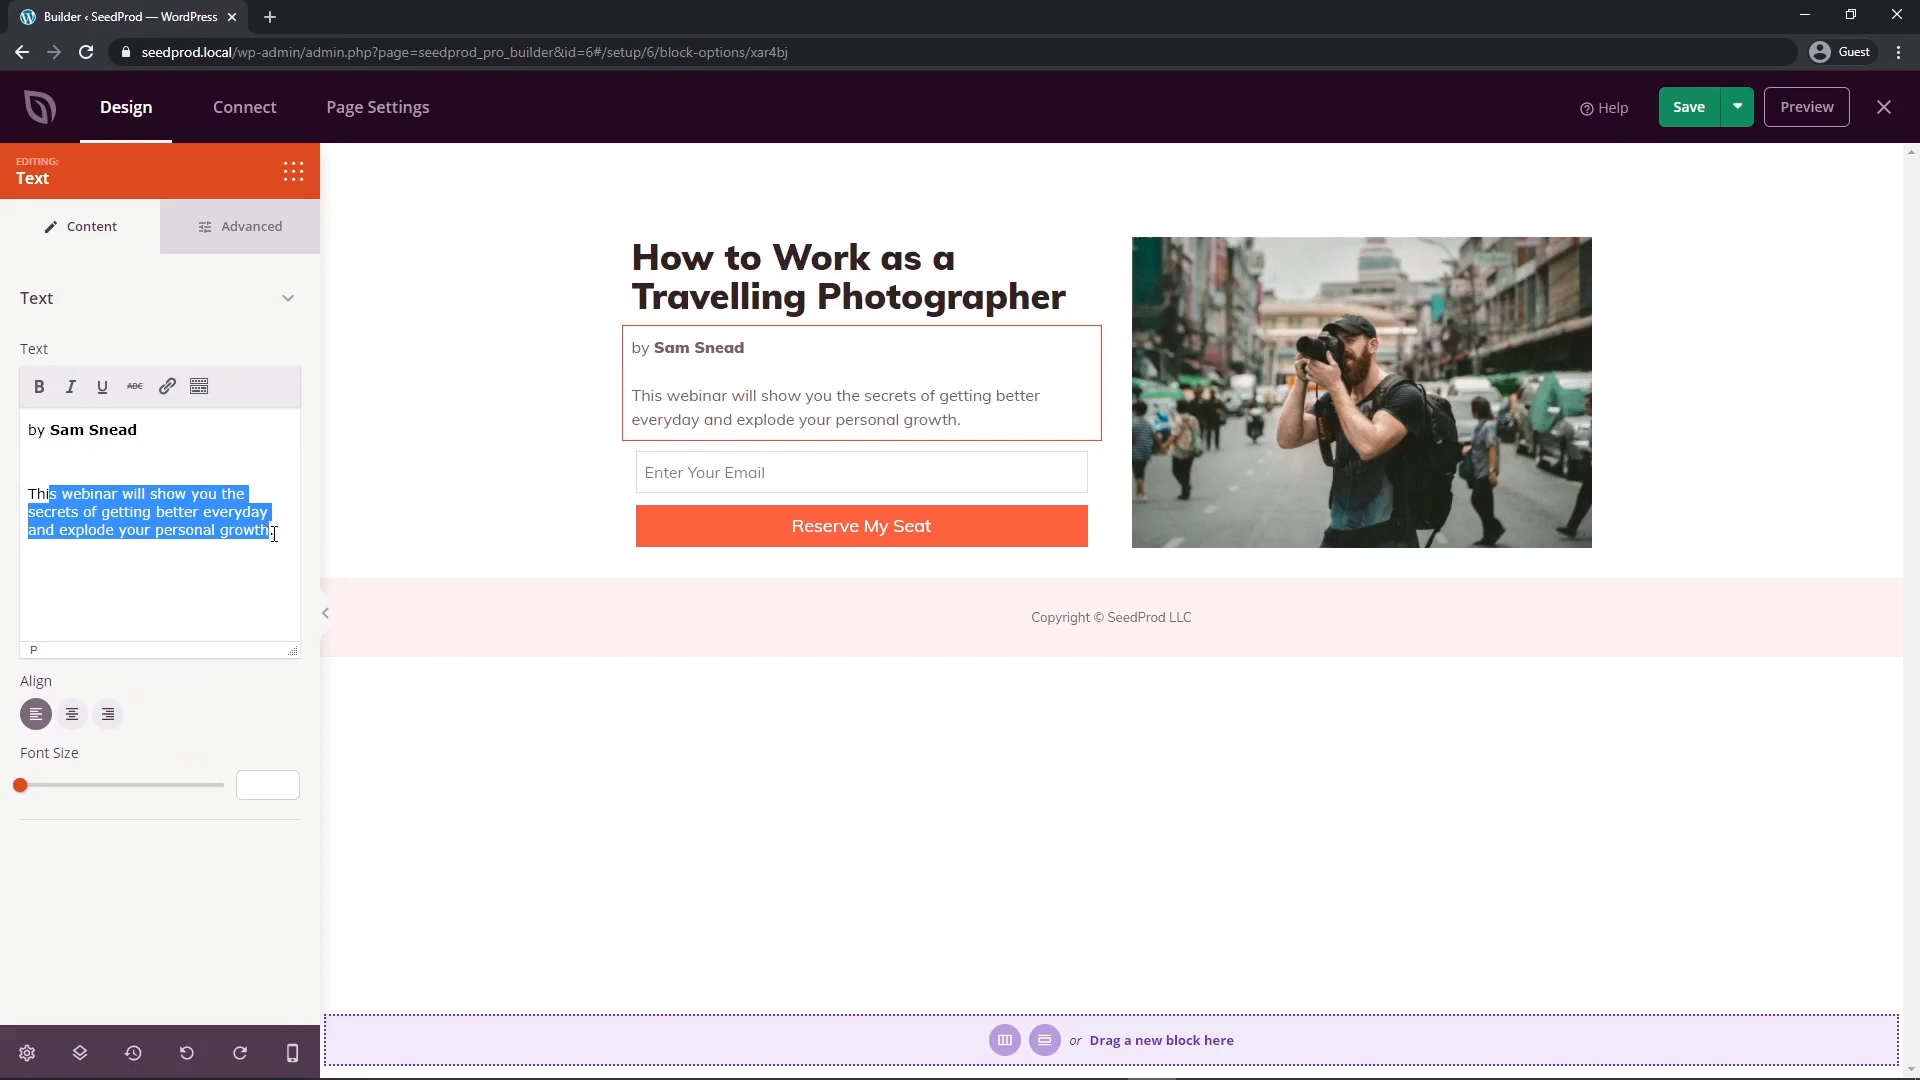 Builder ‹ SeedProd — WordPress
seedprod.local/wp-admin/admin.php?page=seedprod_pro_builder&id=6#/setup/6/block-options/xar4bj
Guest
Design
Connect
Page Settings
Help
Save
Preview
EDITING:
Text
Content
Advanced
Text
Text
B I U ABC
by Sam Snead
This webinar will show you the
secrets of getting better everyday
and explode your personal growth.
P
Align
Font Size
How to Work as a
Travelling Photographer
by Sam Snead
This webinar will show you the secrets of getting better
everyday and explode your personal growth.
Enter Your Email
Reserve My Seat
Copyright © SeedProd LLC
or Drag a new block here